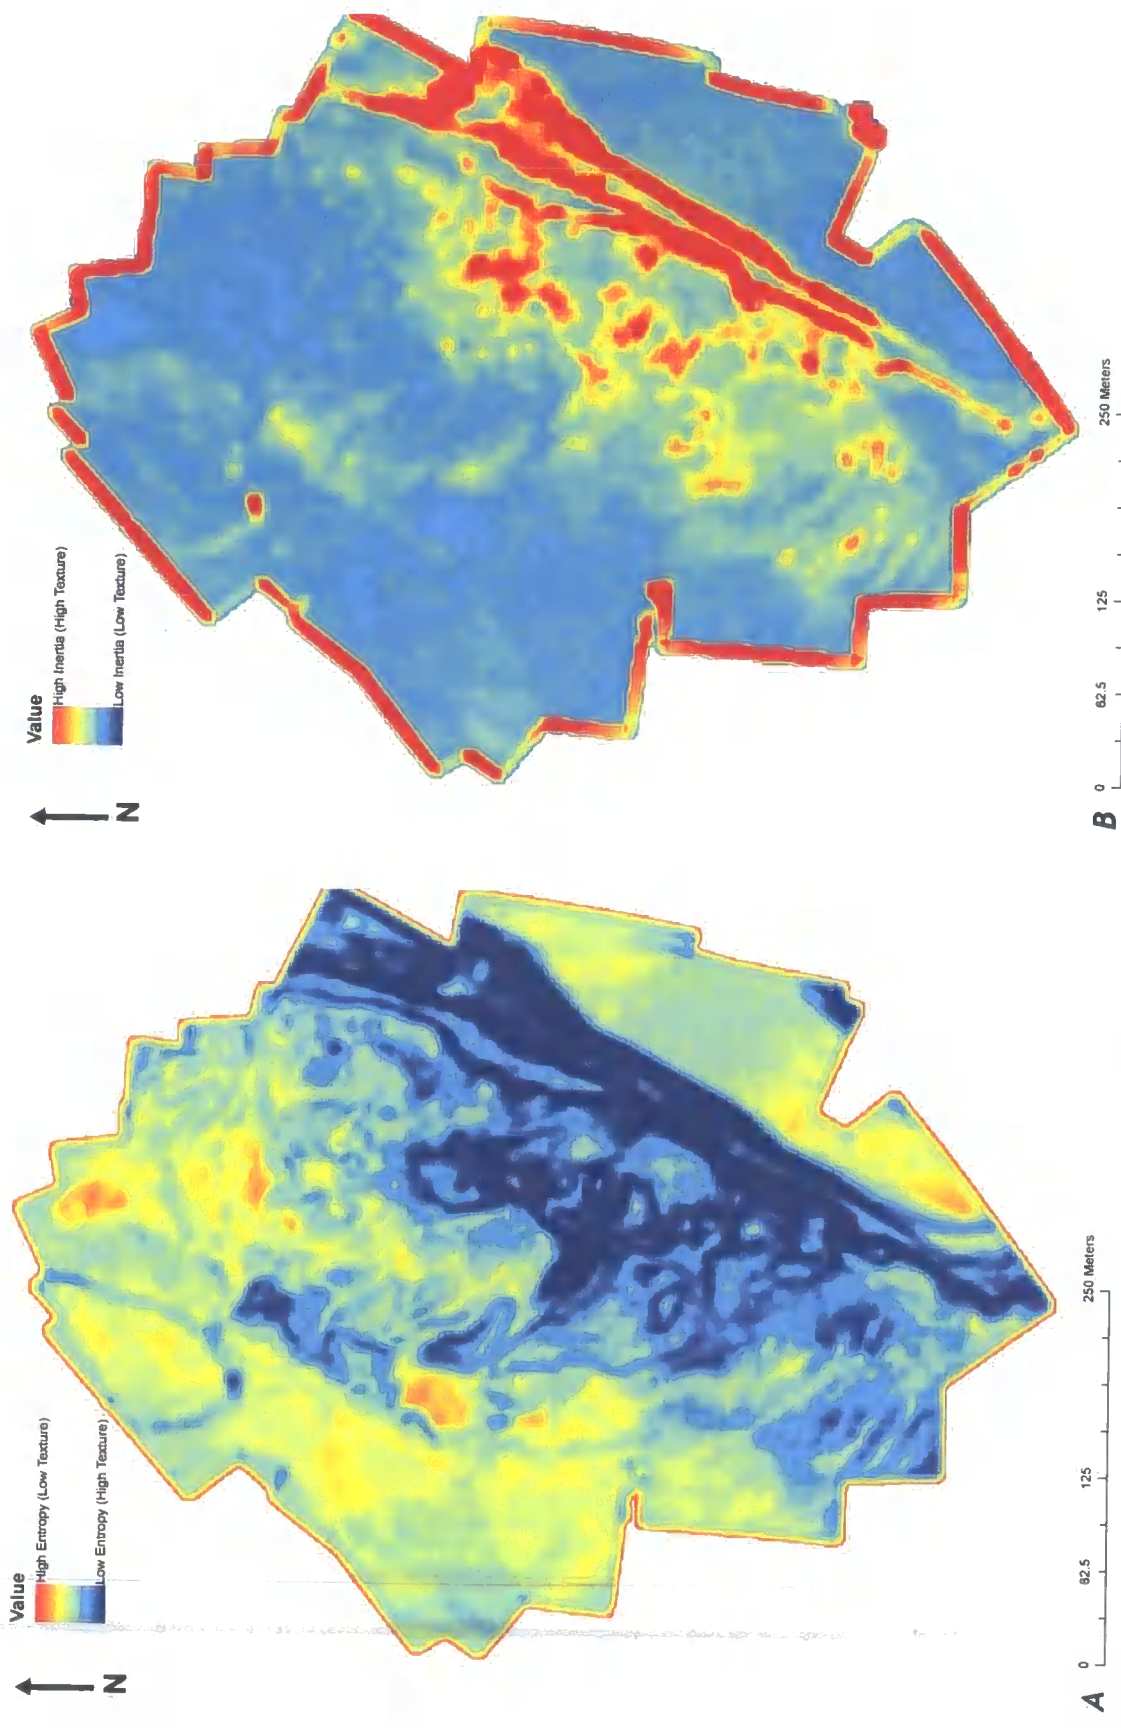 Value
High Entropy (Low Texture)
Low Entropy (High Texture)
N
0
62.5
125
250 Meters
A
Value
High Inertia (High Texture)
Low Inertia (Low Texture)
N
0
62.5
125
250 Meters
B